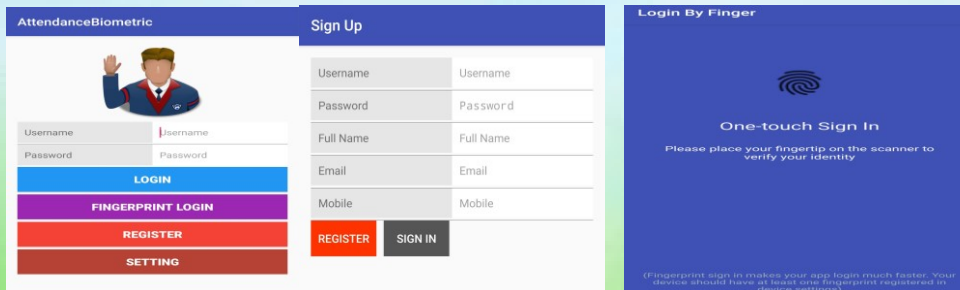 AttendanceBiometric
Username Username
Password Password
LOGIN
FINGERPRINT LOGIN
REGISTER
SETTING
Sign Up
Username Username
Password Password
Full Name Full Name
Email Email
Mobile Mobile
REGISTER SIGN IN
Login By Finger
One-touch Sign In
Please place your fingertip on the scanner to
verify your identity
(Fingerprint sign in makes your app login much faster. Your
device should have at least one fingerprint registered in
device settings)